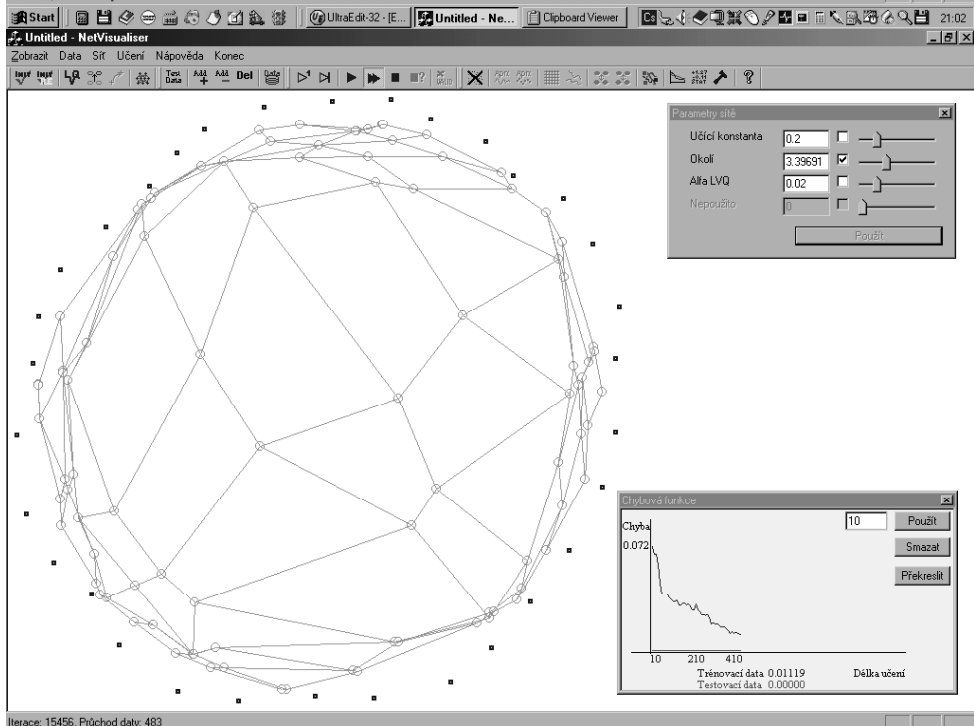 Start
UltraEdit-32 - [E...
Untitled - Ne...
Clipboard Viewer
21:02
Untitled - NetVisualiser
Zobrazit Data Síť Učení Nápověda Konec
Test Data
Add
Add
Del
Parametry sítě
Učící konstanta 0.2
Okolí 3.39691
Alfa LVQ 0.02
Nepoužito 0
Použít
Chybová funkce
Chyba
10 Použít
0.072
Smazat
Překreslit
10 210 410
Trénovací data 0.01119 Délka učení
Testovací data 0.00000
Iterace: 15456, Průchod daty: 483